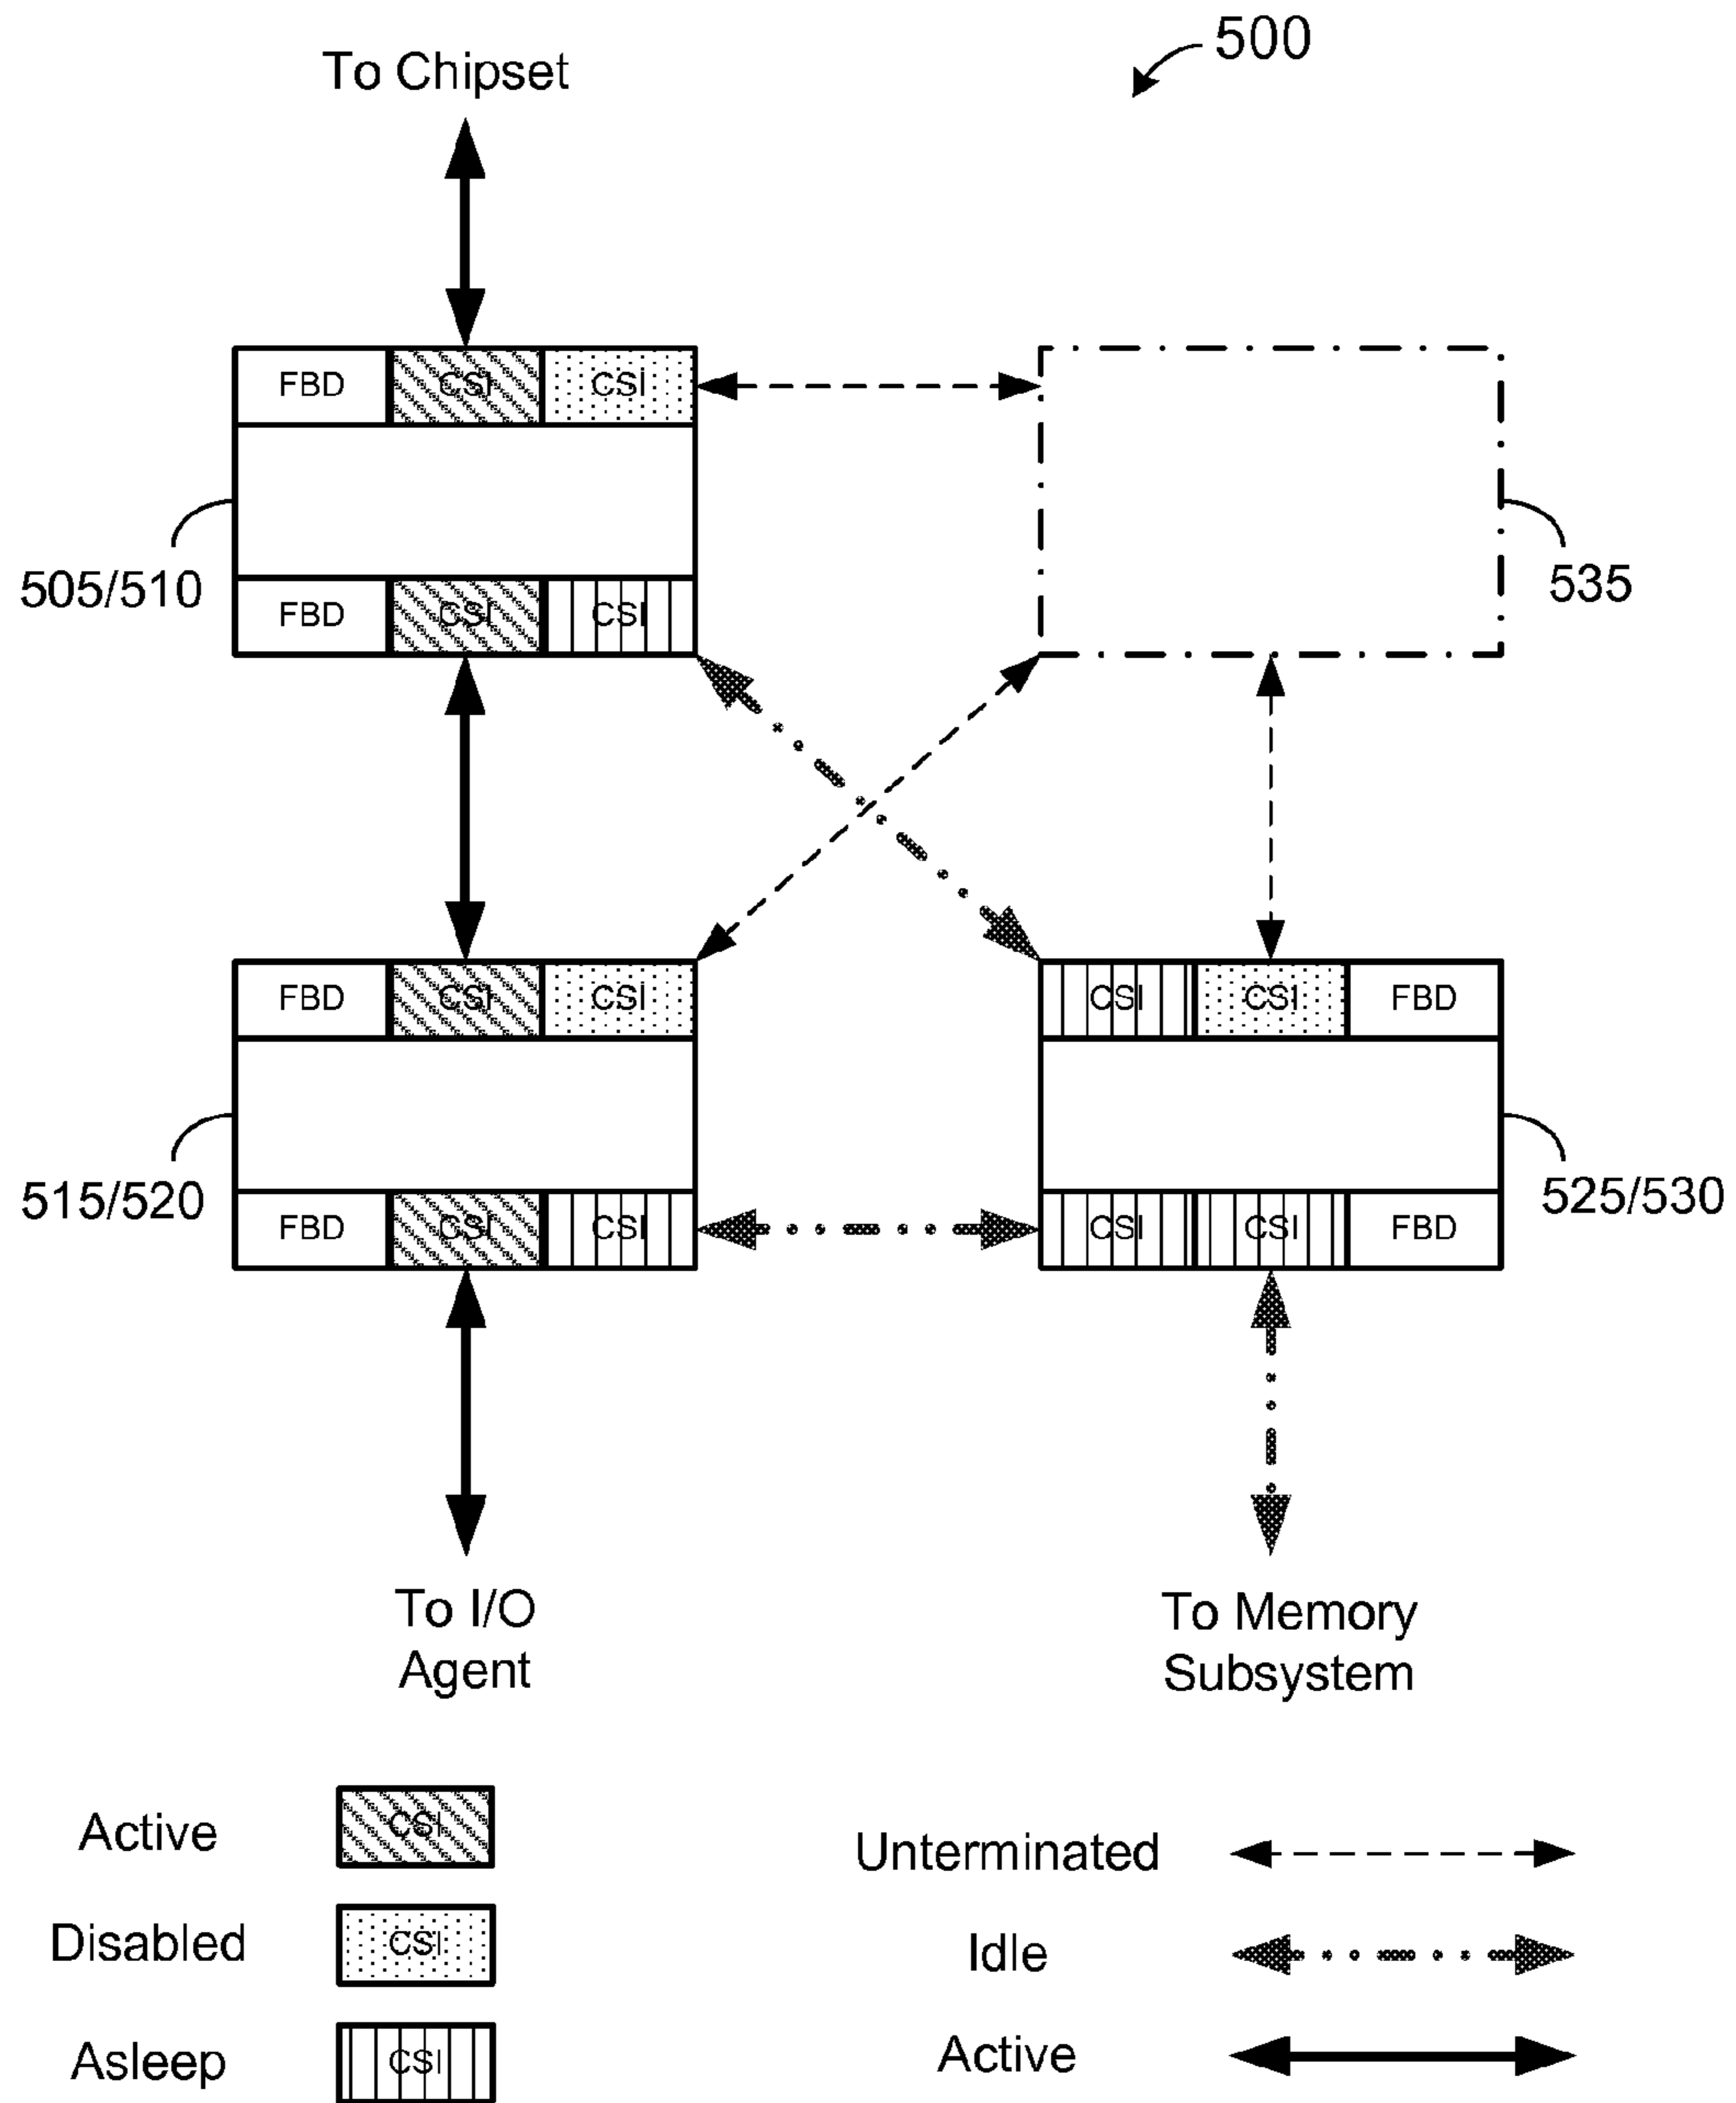 500
To Chipset
FBD CSI CSI
505/510
535
FBD CSI CSI
FBD CSI CSI
CSI CSI FBD
515/520
525/530
FBD CSI CSI
CSI CSI FBD
To I/O
Agent
To Memory
Subsystem
Active CSI
Disabled CSI
Asleep CSI
Unterminated
Idle
Active